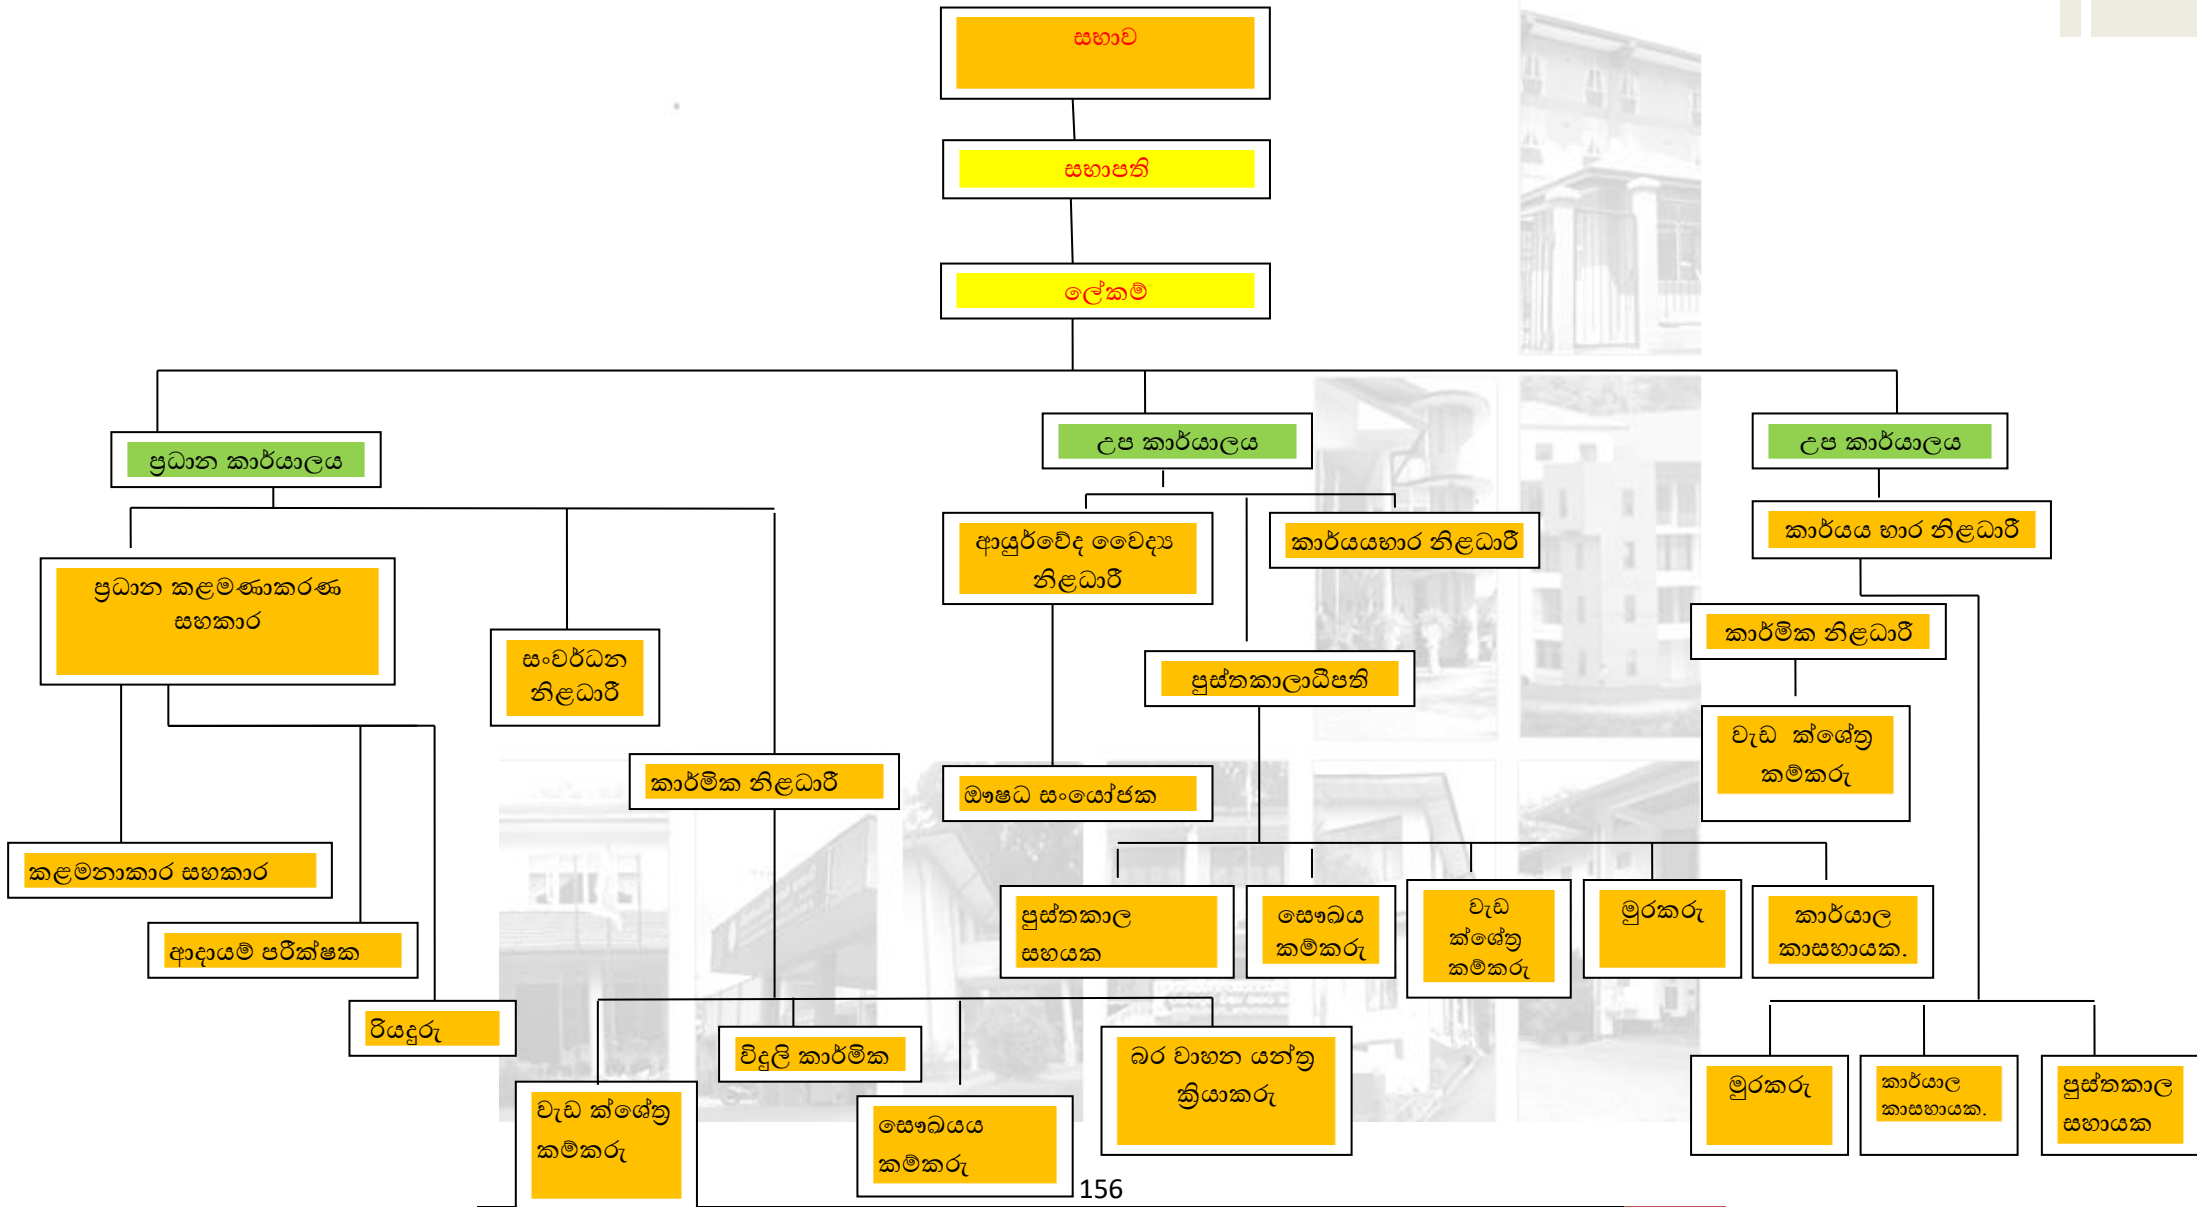 සභාව
සභාපති
ලේකම්
ප්‍රධාන කාර්යාලය
උප කාර්යාලය
උප කාර්යාලය
ප්‍රධාන කළමණාකරණ
සහකාර
සංවර්ධන
නිළධාරී
කාර්මික නිළධාරී
කළමනාකාර සහකාර
ආදායම් පරීක්ෂක
රියදුරු
වැඩ ක්ශේත්‍ර
කම්කරු
විදුලි කාර්මික
සෞඛයය
කම්කරු
බර වාහන යන්ත්‍ර
ක්‍රියාකරු
ආයුර්වේද වෛද්‍ය
නිළධාරී
කාර්යයභාර නිළධාරී
පුස්තකාලාධිපති
ඖෂධ සංයෝජක
පුස්තකාල
සහයක
සෞඛය
කම්කරු
වැඩ
ක්ශේත්‍ර
කම්කරු
මුරකරු
කාර්යාල
කාසහායක.
කාර්යය භාර නිළධාරී
කාර්මික නිළධාරී
වැඩ ක්ශේත්‍ර
කම්කරු
මුරකරු
කාර්යාල
කාසහායක.
පුස්තකාල
සහායක
156